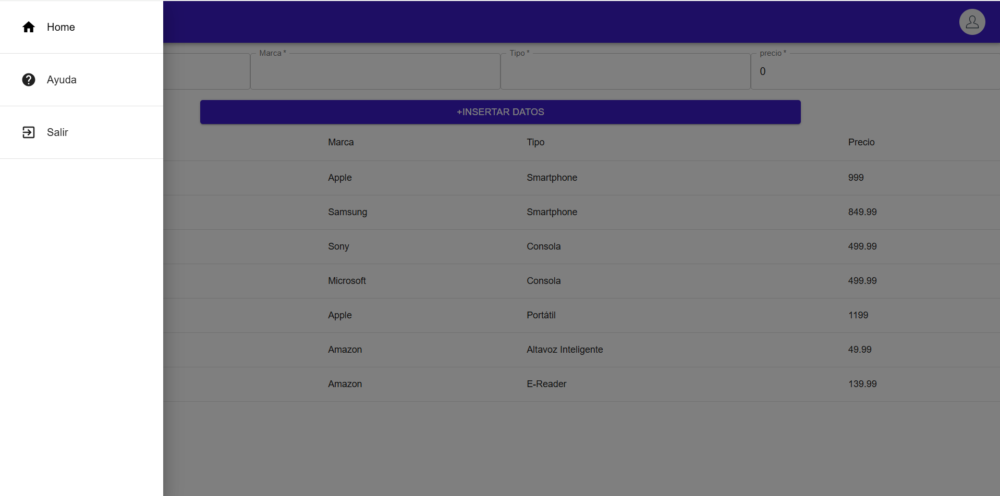 Home
Ayuda
Salir
Marca *
Tipo *
precio *
0
+INSERTAR DATOS
Marca Tipo Precio
Apple Smartphone 999
Samsung Smartphone 849.99
Sony Consola 499.99
Microsoft Consola 499.99
Apple Portátil 1199
Amazon Altavoz Inteligente 49.99
Amazon E-Reader 139.99